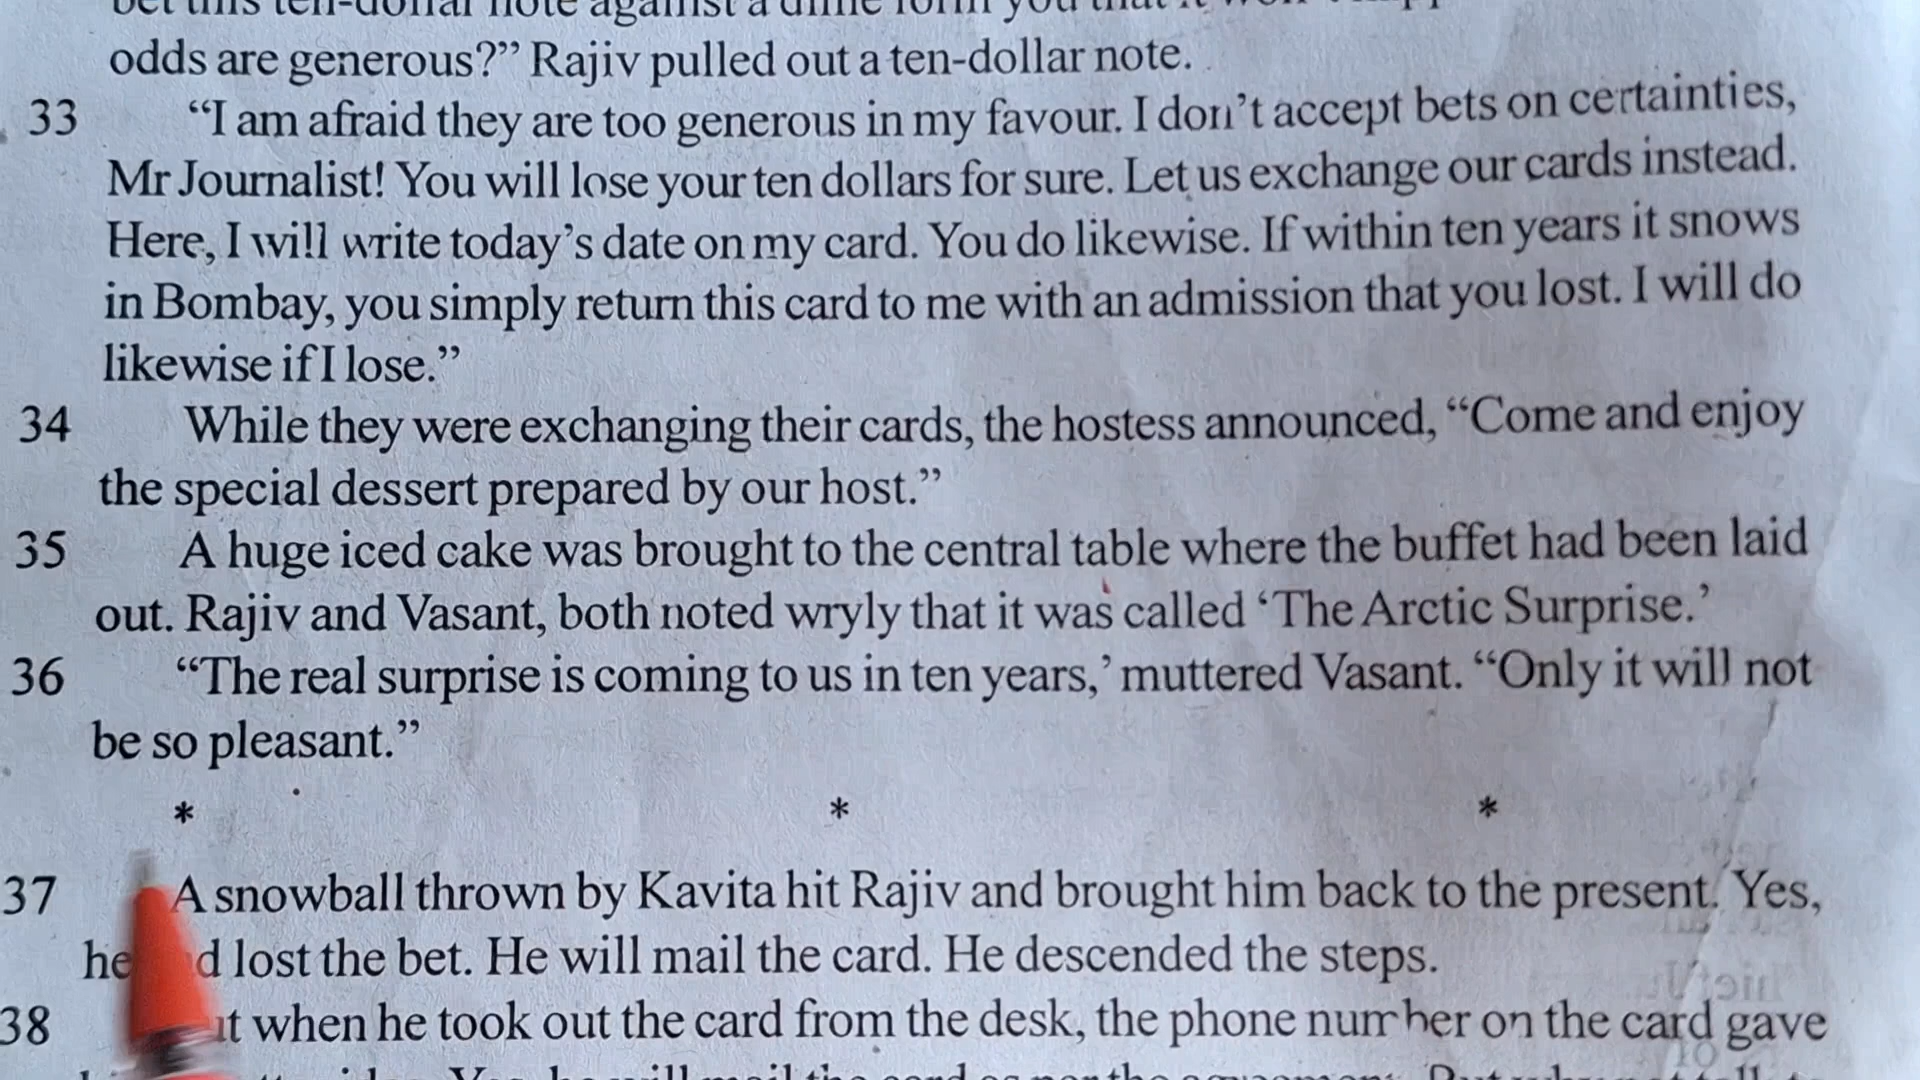 odds are generous?” Rajiv pulled out a ten-dollar note.
33 “I am afraid they are too generous in my favour. I don’t accept bets on certainties,
Mr Journalist! You will lose your ten dollars for sure. Let us exchange our cards instead.
Here, I will write today’s date on my card. You do likewise. If within ten years it snows
in Bombay, you simply return this card to me with an admission that you lost. I will do
likewise if I lose.”
34 While they were exchanging their cards, the hostess announced, “Come and enjoy
the special dessert prepared by our host.”
35 A huge iced cake was brought to the central table where the buffet had been laid
out. Rajiv and Vasant, both noted wryly that it was called ‘The Arctic Surprise.’
36 “The real surprise is coming to us in ten years,’ muttered Vasant. “Only it will not
be so pleasant.”
* * *
37 A snowball thrown by Kavita hit Rajiv and brought him back to the present. Yes,
he lost the bet. He will mail the card. He descended the steps.
38 when he took out the card from the desk, the phone number on the card gave